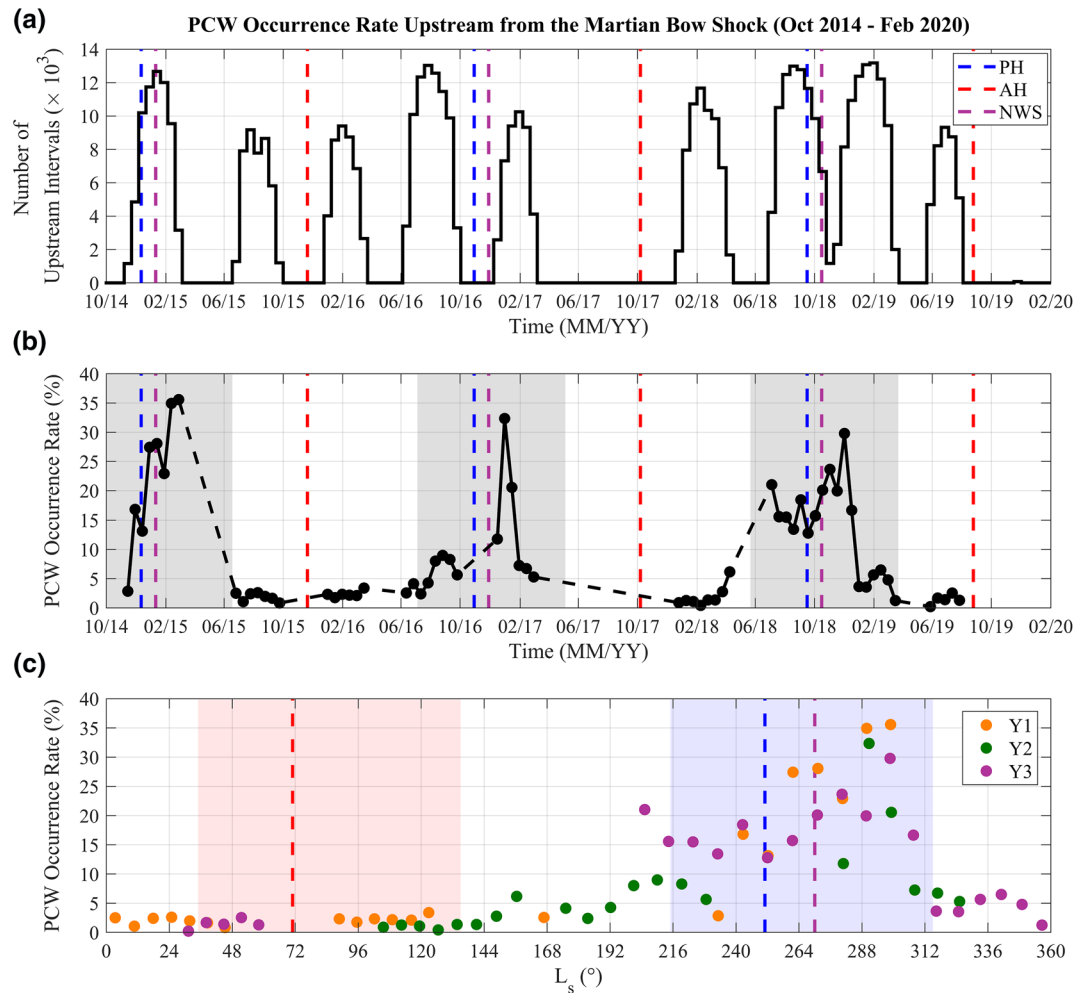 (a)
PCW Occurrence Rate Upstream from the Martian Bow Shock (Oct 2014 - Feb 2020)
Number of
Upstream Intervals (× 10³)
14
12
10
8
6
4
2
0
PH
AH
NWS
10/14 02/15 06/15 10/15 02/16 06/16 10/16 02/17 06/17 10/17 02/18 06/18 10/18 02/19 06/19 10/19 02/20
Time (MM/YY)
(b)
PCW Occurrence Rate (%)
40
35
30
25
20
15
10
5
0
10/14 02/15 06/15 10/15 02/16 06/16 10/16 02/17 06/17 10/17 02/18 06/18 10/18 02/19 06/19 10/19 02/20
Time (MM/YY)
(c)
PCW Occurrence Rate (%)
40
35
30
25
20
15
10
5
0
Y1
Y2
Y3
0 24 48 72 96 120 144 168 192 216 240 264 288 312 336 360
Lₛ (°)